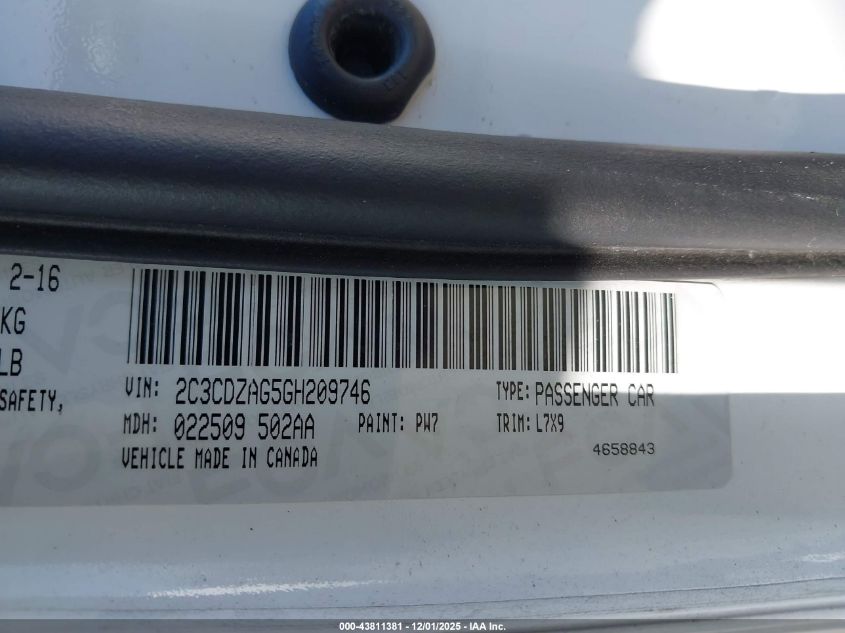 2-16
KG
LB
SAFETY,
VIN: 2C3CDZAG5GH209746 TYPE: PASSENGER CAR
MDH: 022509 502AA PAINT: PW7 TRIM: L7X9
VEHICLE MADE IN CANADA 4658843
000-43811381 - 12/01/2025 - IAA Inc.